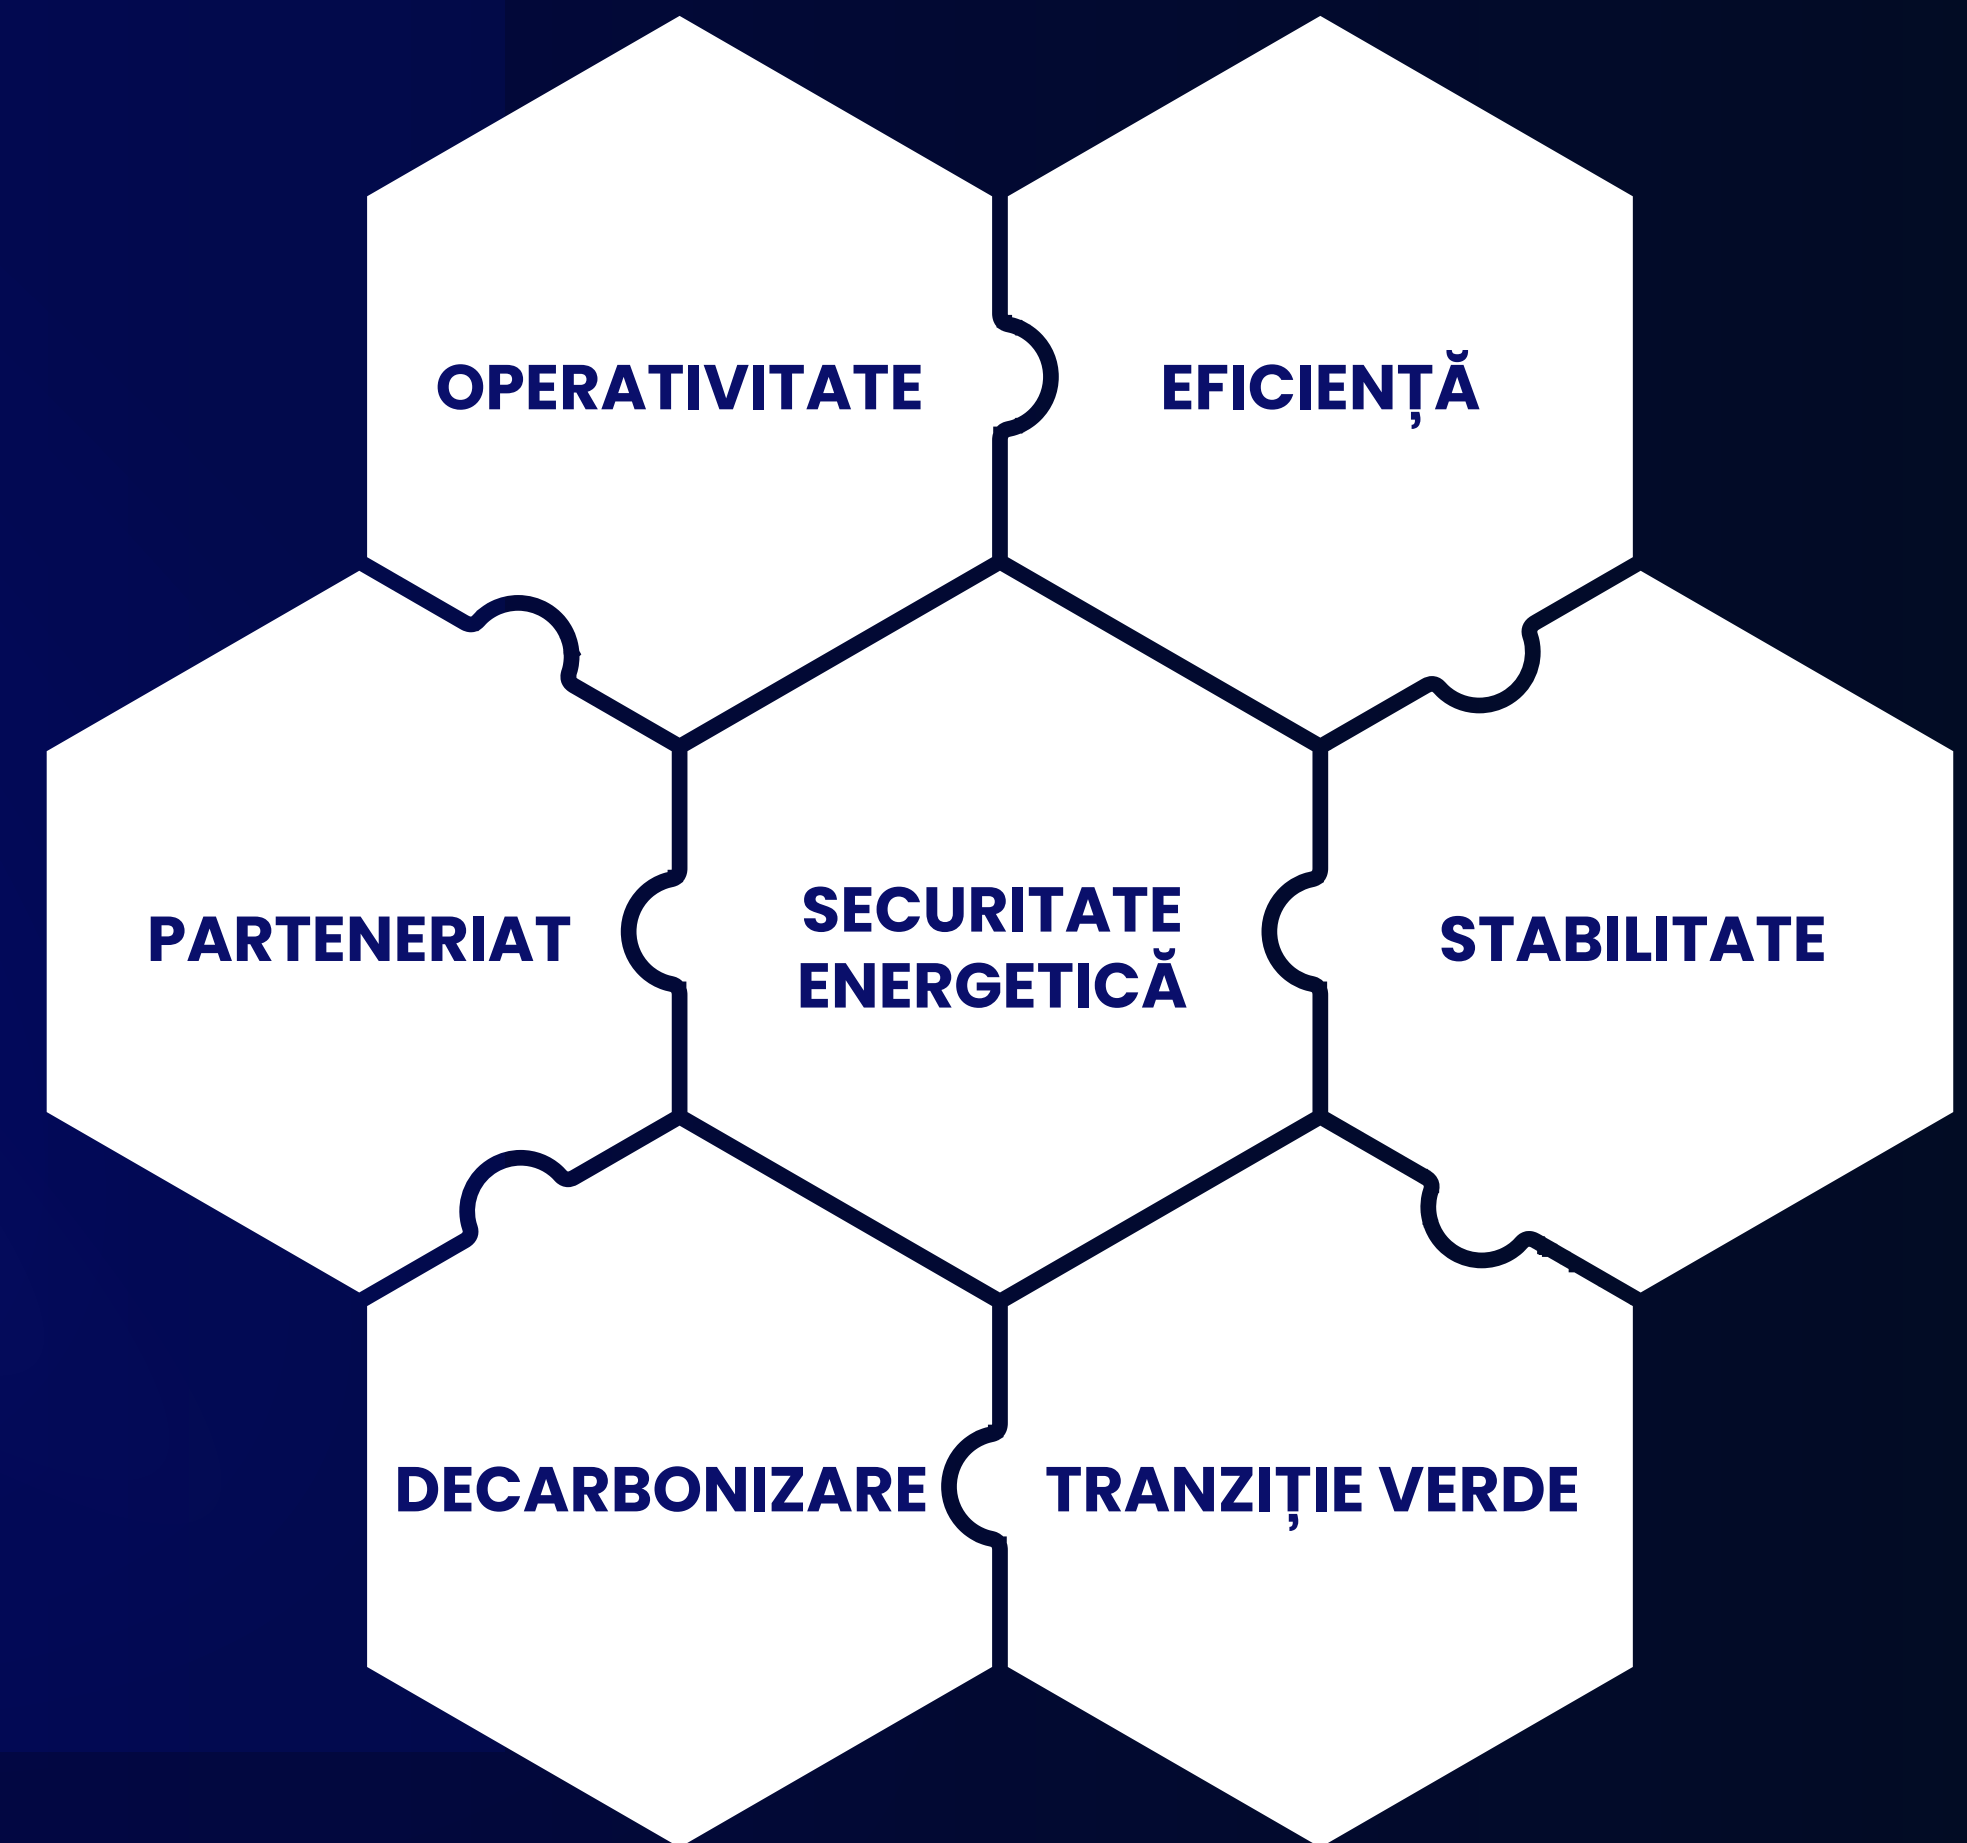 OPERATIVITATE
EFICIENȚĂ
PARTENERIAT
SECURITATE
ENERGETICĂ
STABILITATE
DECARBONIZARE
TRANZIȚIE VERDE